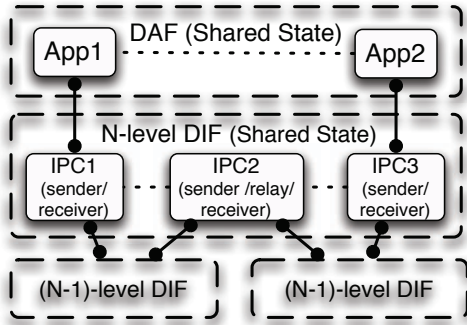 DAF (Shared State)
App1
App2
N-level DIF (Shared State)
IPC1
(sender/
receiver)
IPC2
(sender /relay/
receiver)
IPC3
(sender/
receiver)
(N-1)-level DIF
(N-1)-level DIF